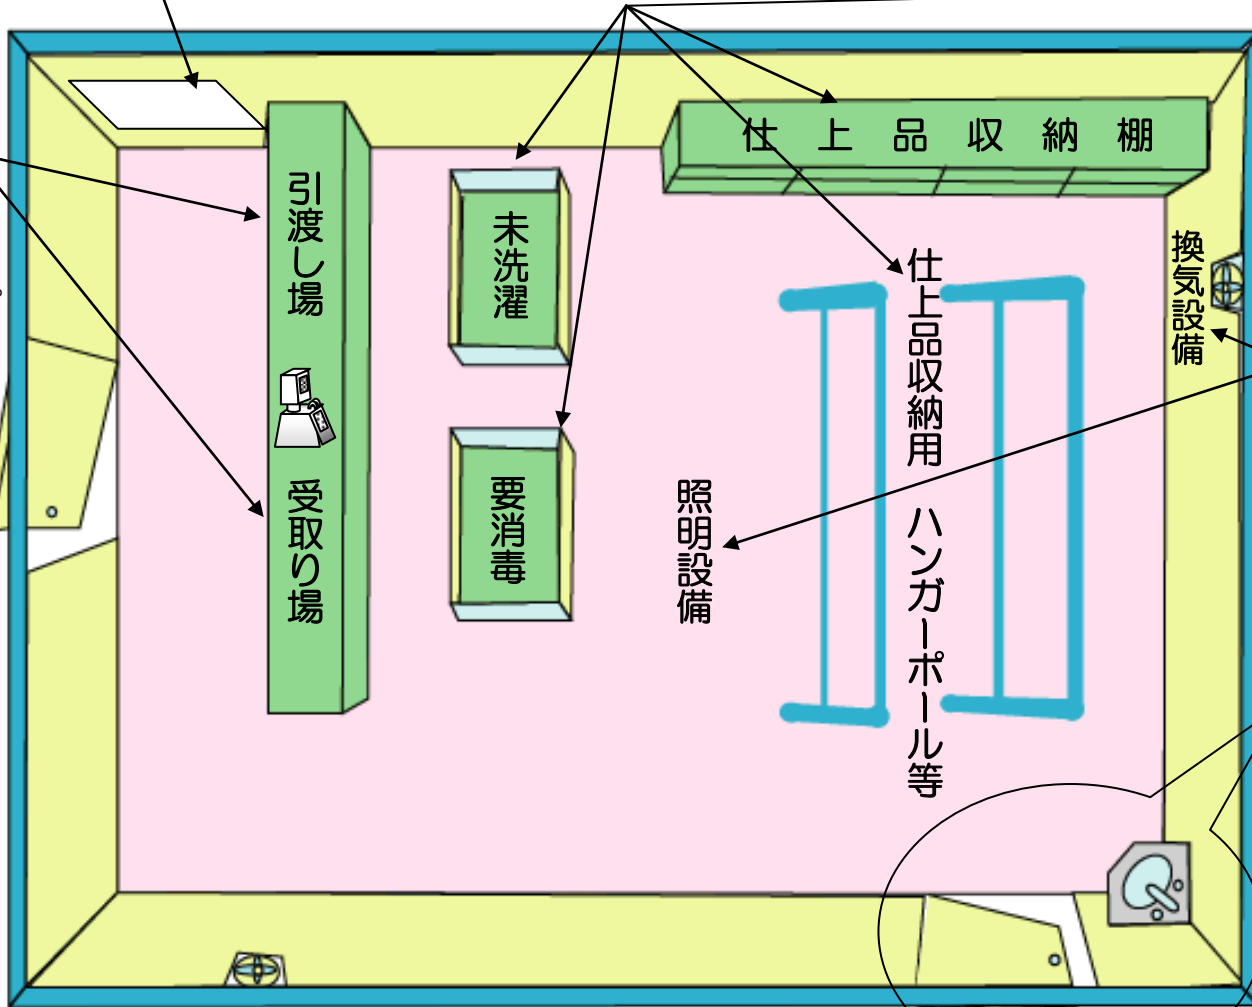 仕上品収納棚
引渡し場
受取り場
未洗濯
要消毒
照明設備
仕上品収納用 ハンガーポール等
換気設備